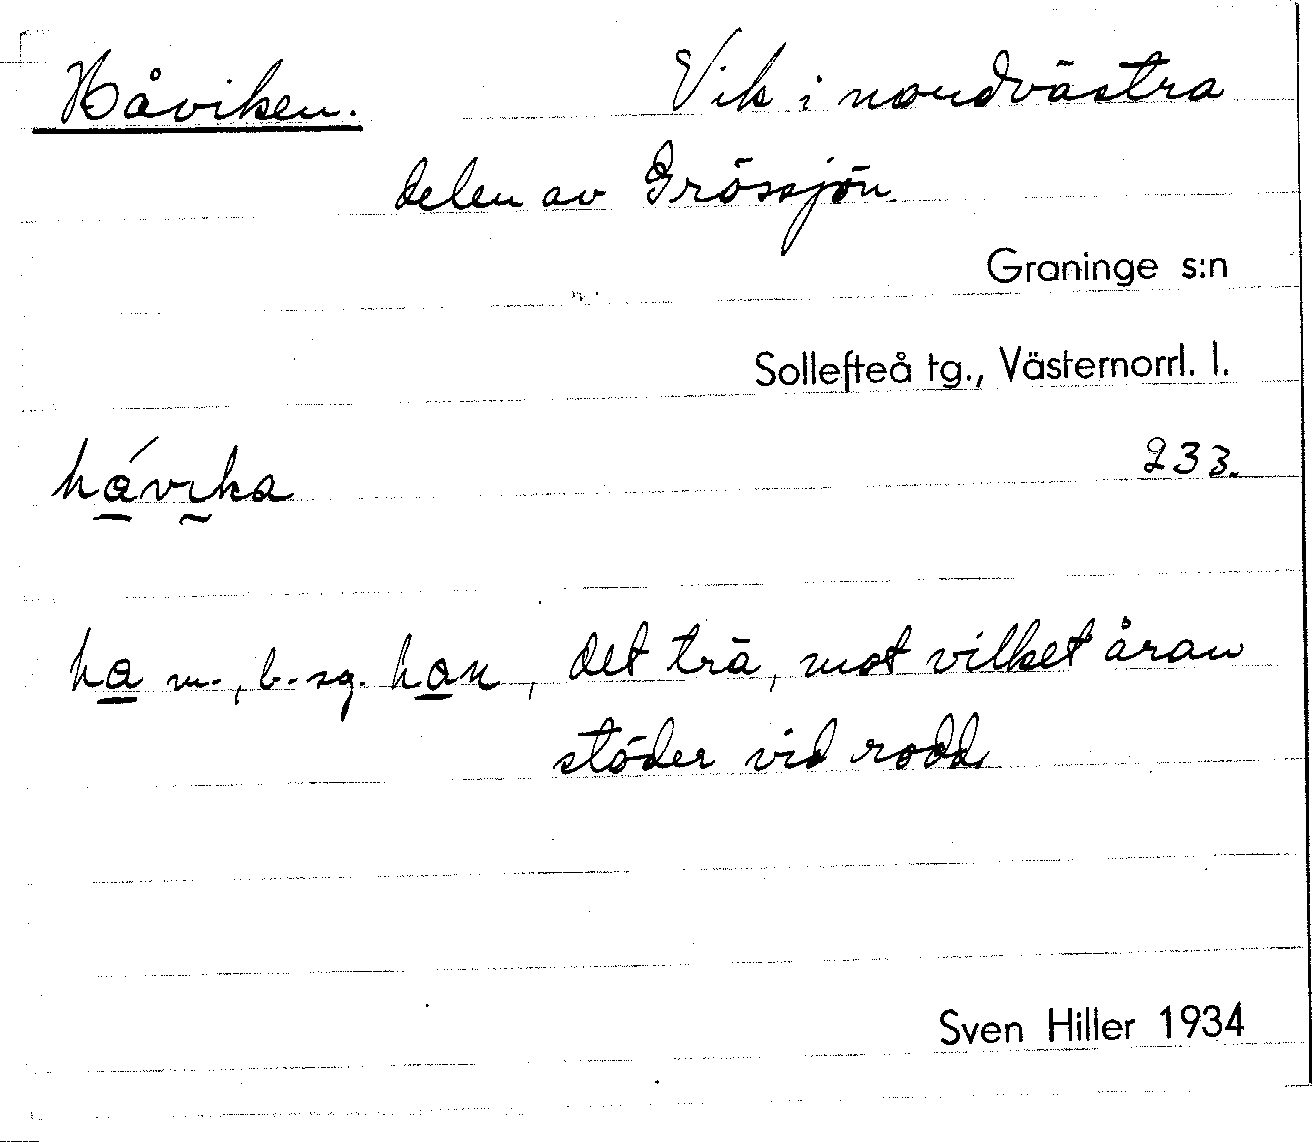 Håviken. Vik i nordvästra
delen av Grössjön.
Graninge s:n
Sollefteå tg., Västernorrl. l.
hávika 233.
ha m., b. sg. han, det trä, mot vilket åran
stöder vid rodd.
Sven Hiller 1934